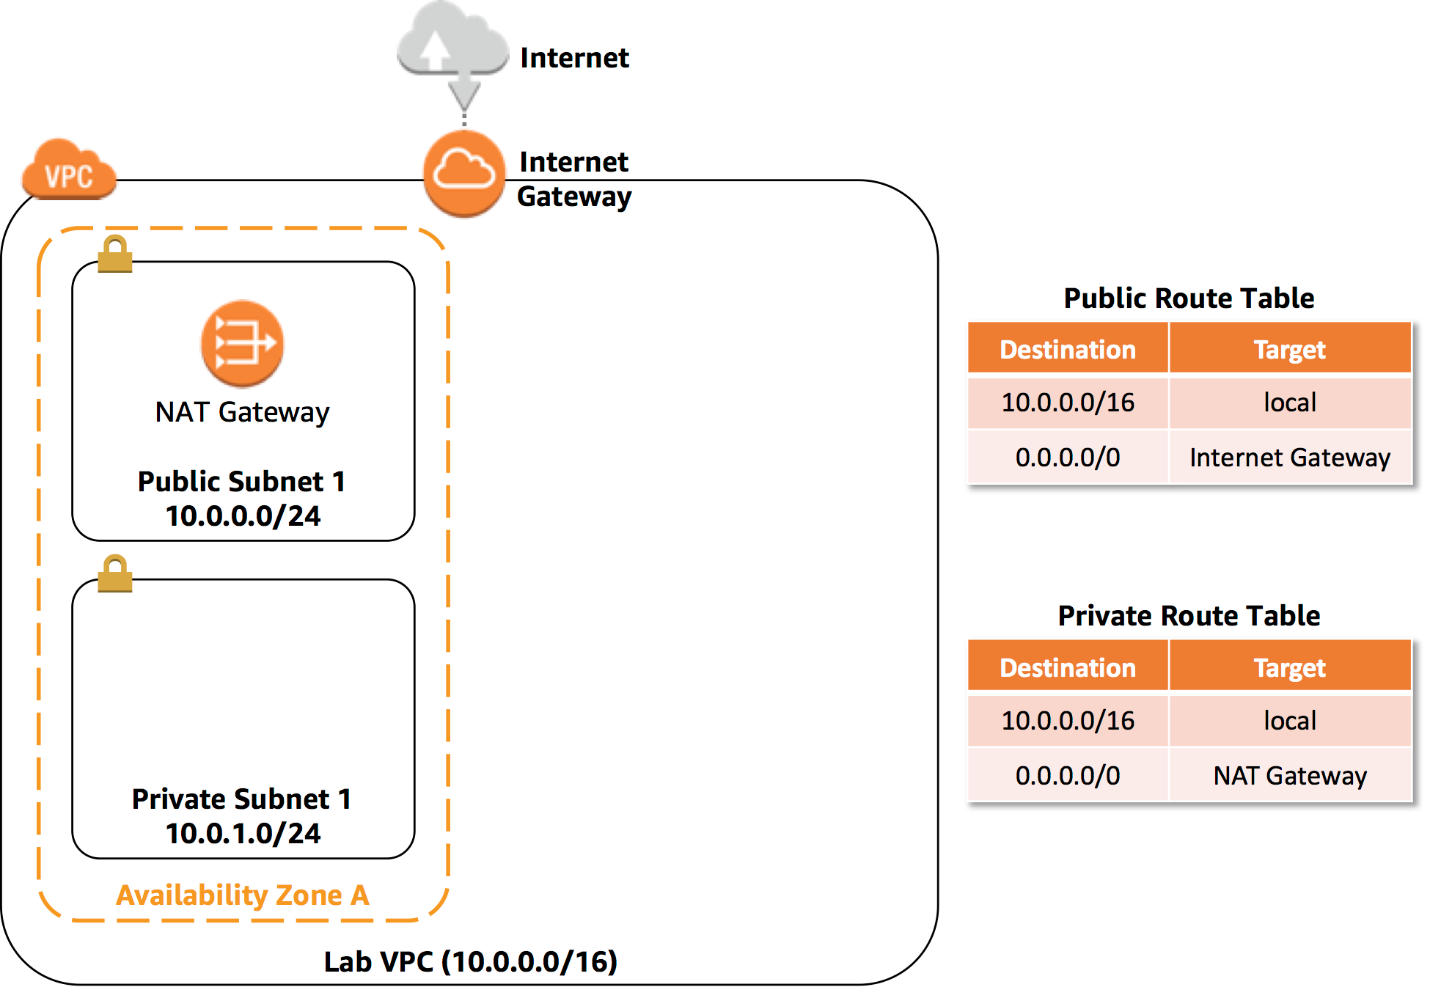 Internet
VPC
Internet
Gateway
NAT Gateway
Public Subnet 1
10.0.0.0/24
Private Subnet 1
10.0.1.0/24
Availability Zone A
Lab VPC (10.0.0.0/16)
Public Route Table
Destination Target
10.0.0.0/16 local
0.0.0.0/0 Internet Gateway
Private Route Table
Destination Target
10.0.0.0/16 local
0.0.0.0/0 NAT Gateway